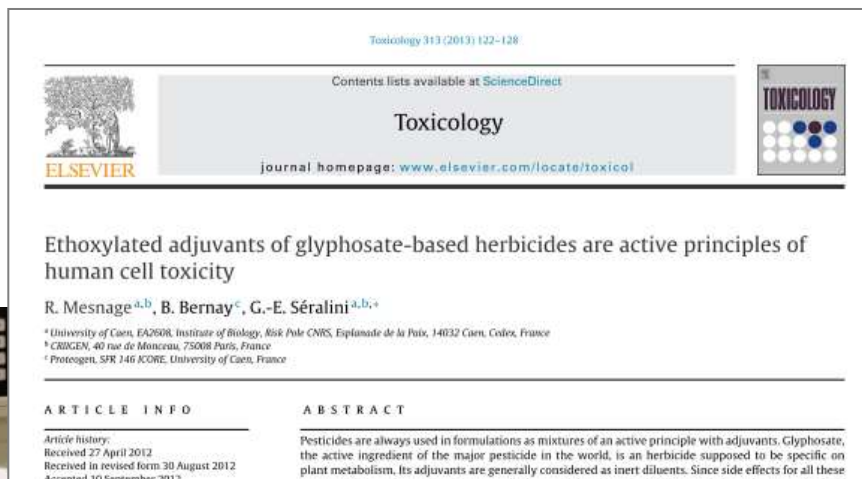 Toxicology 313 (2013) 122–128
Contents lists available at ScienceDirect
Toxicology
journal homepage: www.elsevier.com/locate/toxicol
ELSEVIER
TOXICOLOGY
Ethoxylated adjuvants of glyphosate-based herbicides are active principles of
human cell toxicity
R. Mesnage a,b, B. Bernay c, G.-E. Séralini a,b,*
a University of Caen, EA2608, Institute of Biology, Risk Pole CNRS, Esplanade de la Paix, 14032 Caen, Cedex, France
b CRIIGEN, 40 rue de Monceau, 75008 Paris, France
c Proteogen, SFR 146 ICORE, University of Caen, France
ARTICLE INFO
Article history:
Received 27 April 2012
Received in revised form 30 August 2012
Accepted 10 September 2012
ABSTRACT
Pesticides are always used in formulations as mixtures of an active principle with adjuvants. Glyphosate,
the active ingredient of the major pesticide in the world, is an herbicide supposed to be specific on
plant metabolism. Its adjuvants are generally considered as inert diluents. Since side effects for all these